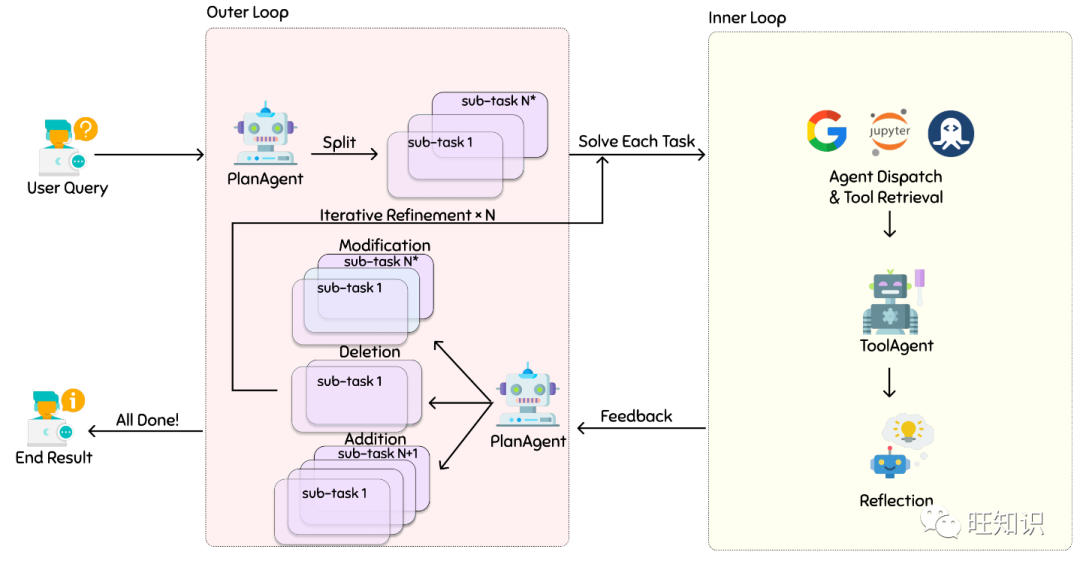 Outer Loop
Inner Loop
User Query
PlanAgent
Split
sub-task N*
sub-task 1
Solve Each Task
jupyter
Agent Dispatch
& Tool Retrieval
Iterative Refinement × N
Modification
sub-task N*
sub-task 1
ToolAgent
Deletion
sub-task 1
All Done!
End Result
PlanAgent
Feedback
Addition
sub-task N+1
sub-task 1
Reflection
旺知识